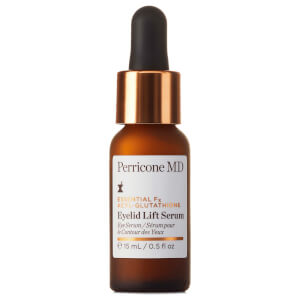 Perricone MD
ESSENTIAL Fx
ACYL-GLUTATHIONE
Eyelid Lift Serum
Eye Serum / Sérum pour
le Contour des Yeux
e 15 mL / 0.5 fl oz